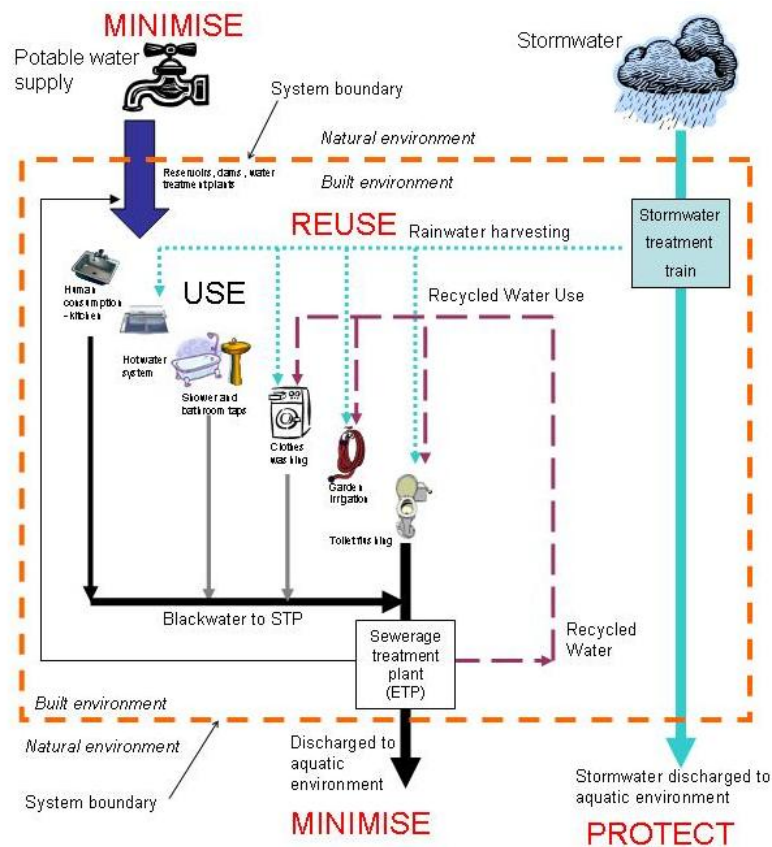 MINIMISE
Potable water
supply
Stormwater
System boundary
Natural environment
Reservoirs, dams, water
treatment plants
Built environment
REUSE
Rainwater harvesting
Stormwater
treatment
train
Human
consumption
- kitchen
USE
Recycled Water Use
Hotwater
system
Shower and
bathroom taps
Clothes
washing
Garden
Irrigation
Toilet flushing
Blackwater to STP
Sewerage
treatment
plant
(ETP)
Recycled
Water
Built environment
Natural environment
System boundary
Discharged to
aquatic
environment
MINIMISE
Stormwater discharged to
aquatic environment
PROTECT